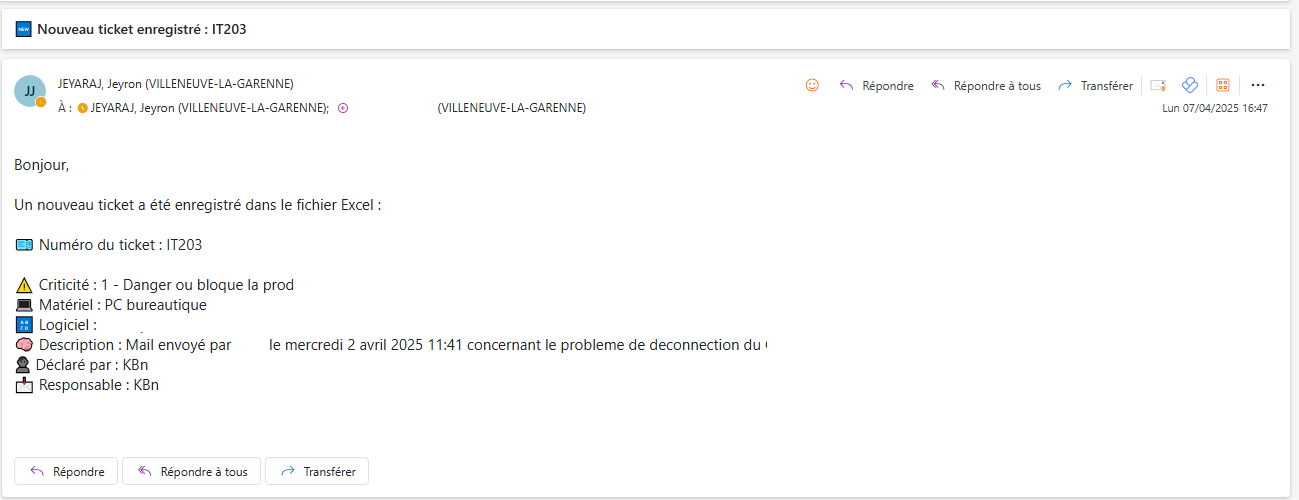 Nouveau ticket enregistré : IT203
JJ
JEYARAJ, Jeyron (VILLENEUVE-LA-GARENNE)
À : JEYARAJ, Jeyron (VILLENEUVE-LA-GARENNE); (VILLENEUVE-LA-GARENNE)
Répondre
Répondre à tous
Transférer
Lun 07/04/2025 16:47
Bonjour,
Un nouveau ticket a été enregistré dans le fichier Excel :
Numéro du ticket : IT203
Criticité : 1 - Danger ou bloque la prod
Matériel : PC bureautique
Logiciel :
Description : Mail envoyé par le mercredi 2 avril 2025 11:41 concernant le probleme de deconnection du
Déclaré par : KBn
Responsable : KBn
Répondre
Répondre à tous
Transférer